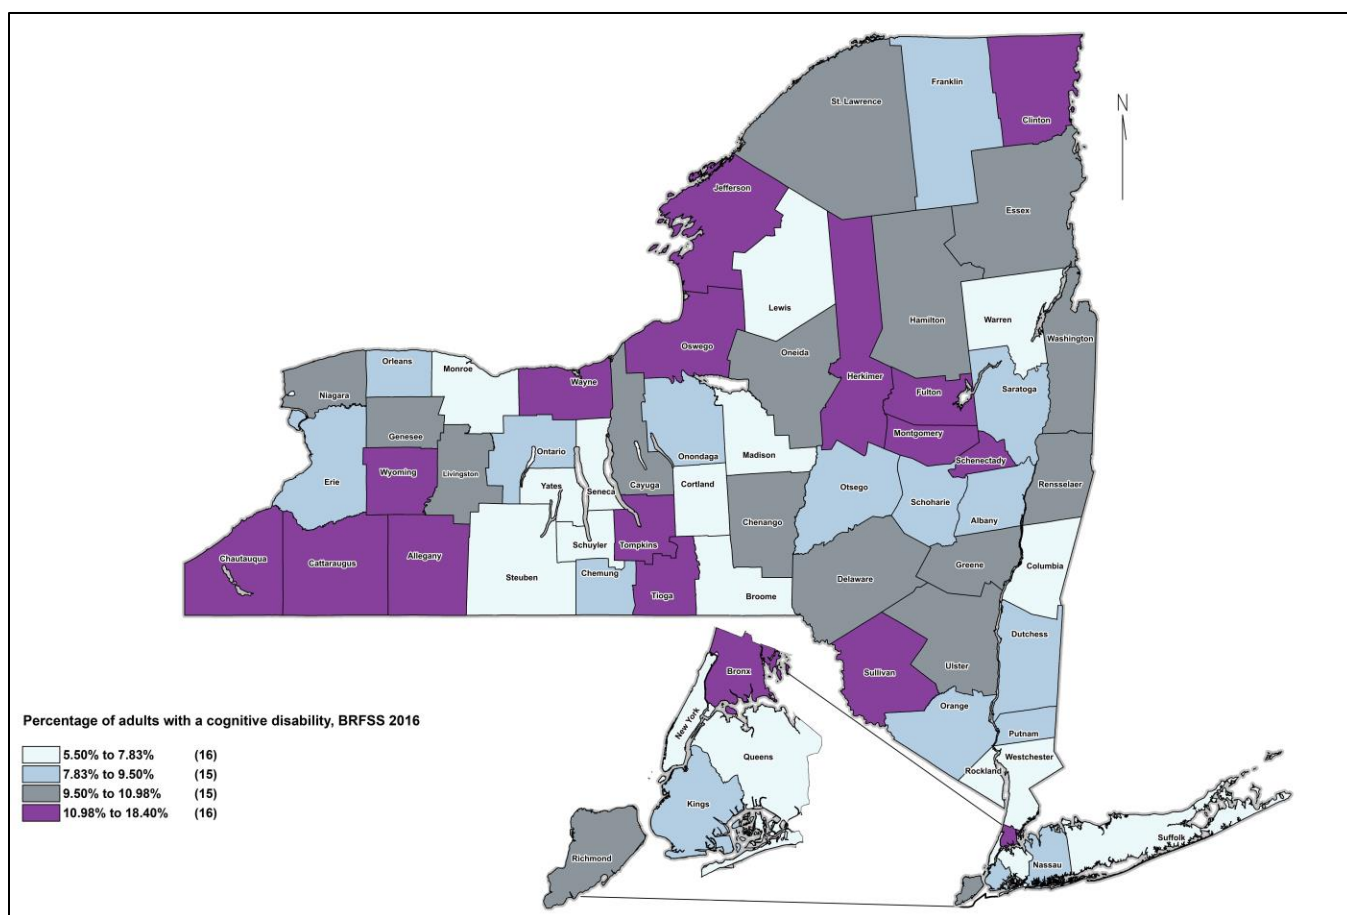 Franklin
St. Lawrence
N
Clinton
Jefferson
Essex
Lewis
Warren
Hamilton
Washington
Oswego
Oneida
Orleans
Monroe
Wayne
Herkimer
Fulton
Saratoga
Niagara
Genesee
Montgomery
Ontario
Onondaga
Madison
Schenectady
Wyoming
Livingston
Erie
Yates
Seneca
Cayuga
Cortland
Otsego
Schoharie
Rensselaer
Albany
Chenango
Chautauqua
Cattaraugus
Allegany
Schuyler
Tompkins
Steuben
Chemung
Tioga
Broome
Delaware
Greene
Columbia
Dutchess
Ulster
Sullivan
Bronx
Orange
Putnam
New York
Queens
Rockland
Westchester
Kings
Suffolk
Richmond
Nassau
Percentage of adults with a cognitive disability, BRFSS 2016
5.50% to 7.83% (16)
7.83% to 9.50% (15)
9.50% to 10.98% (15)
10.98% to 18.40% (16)